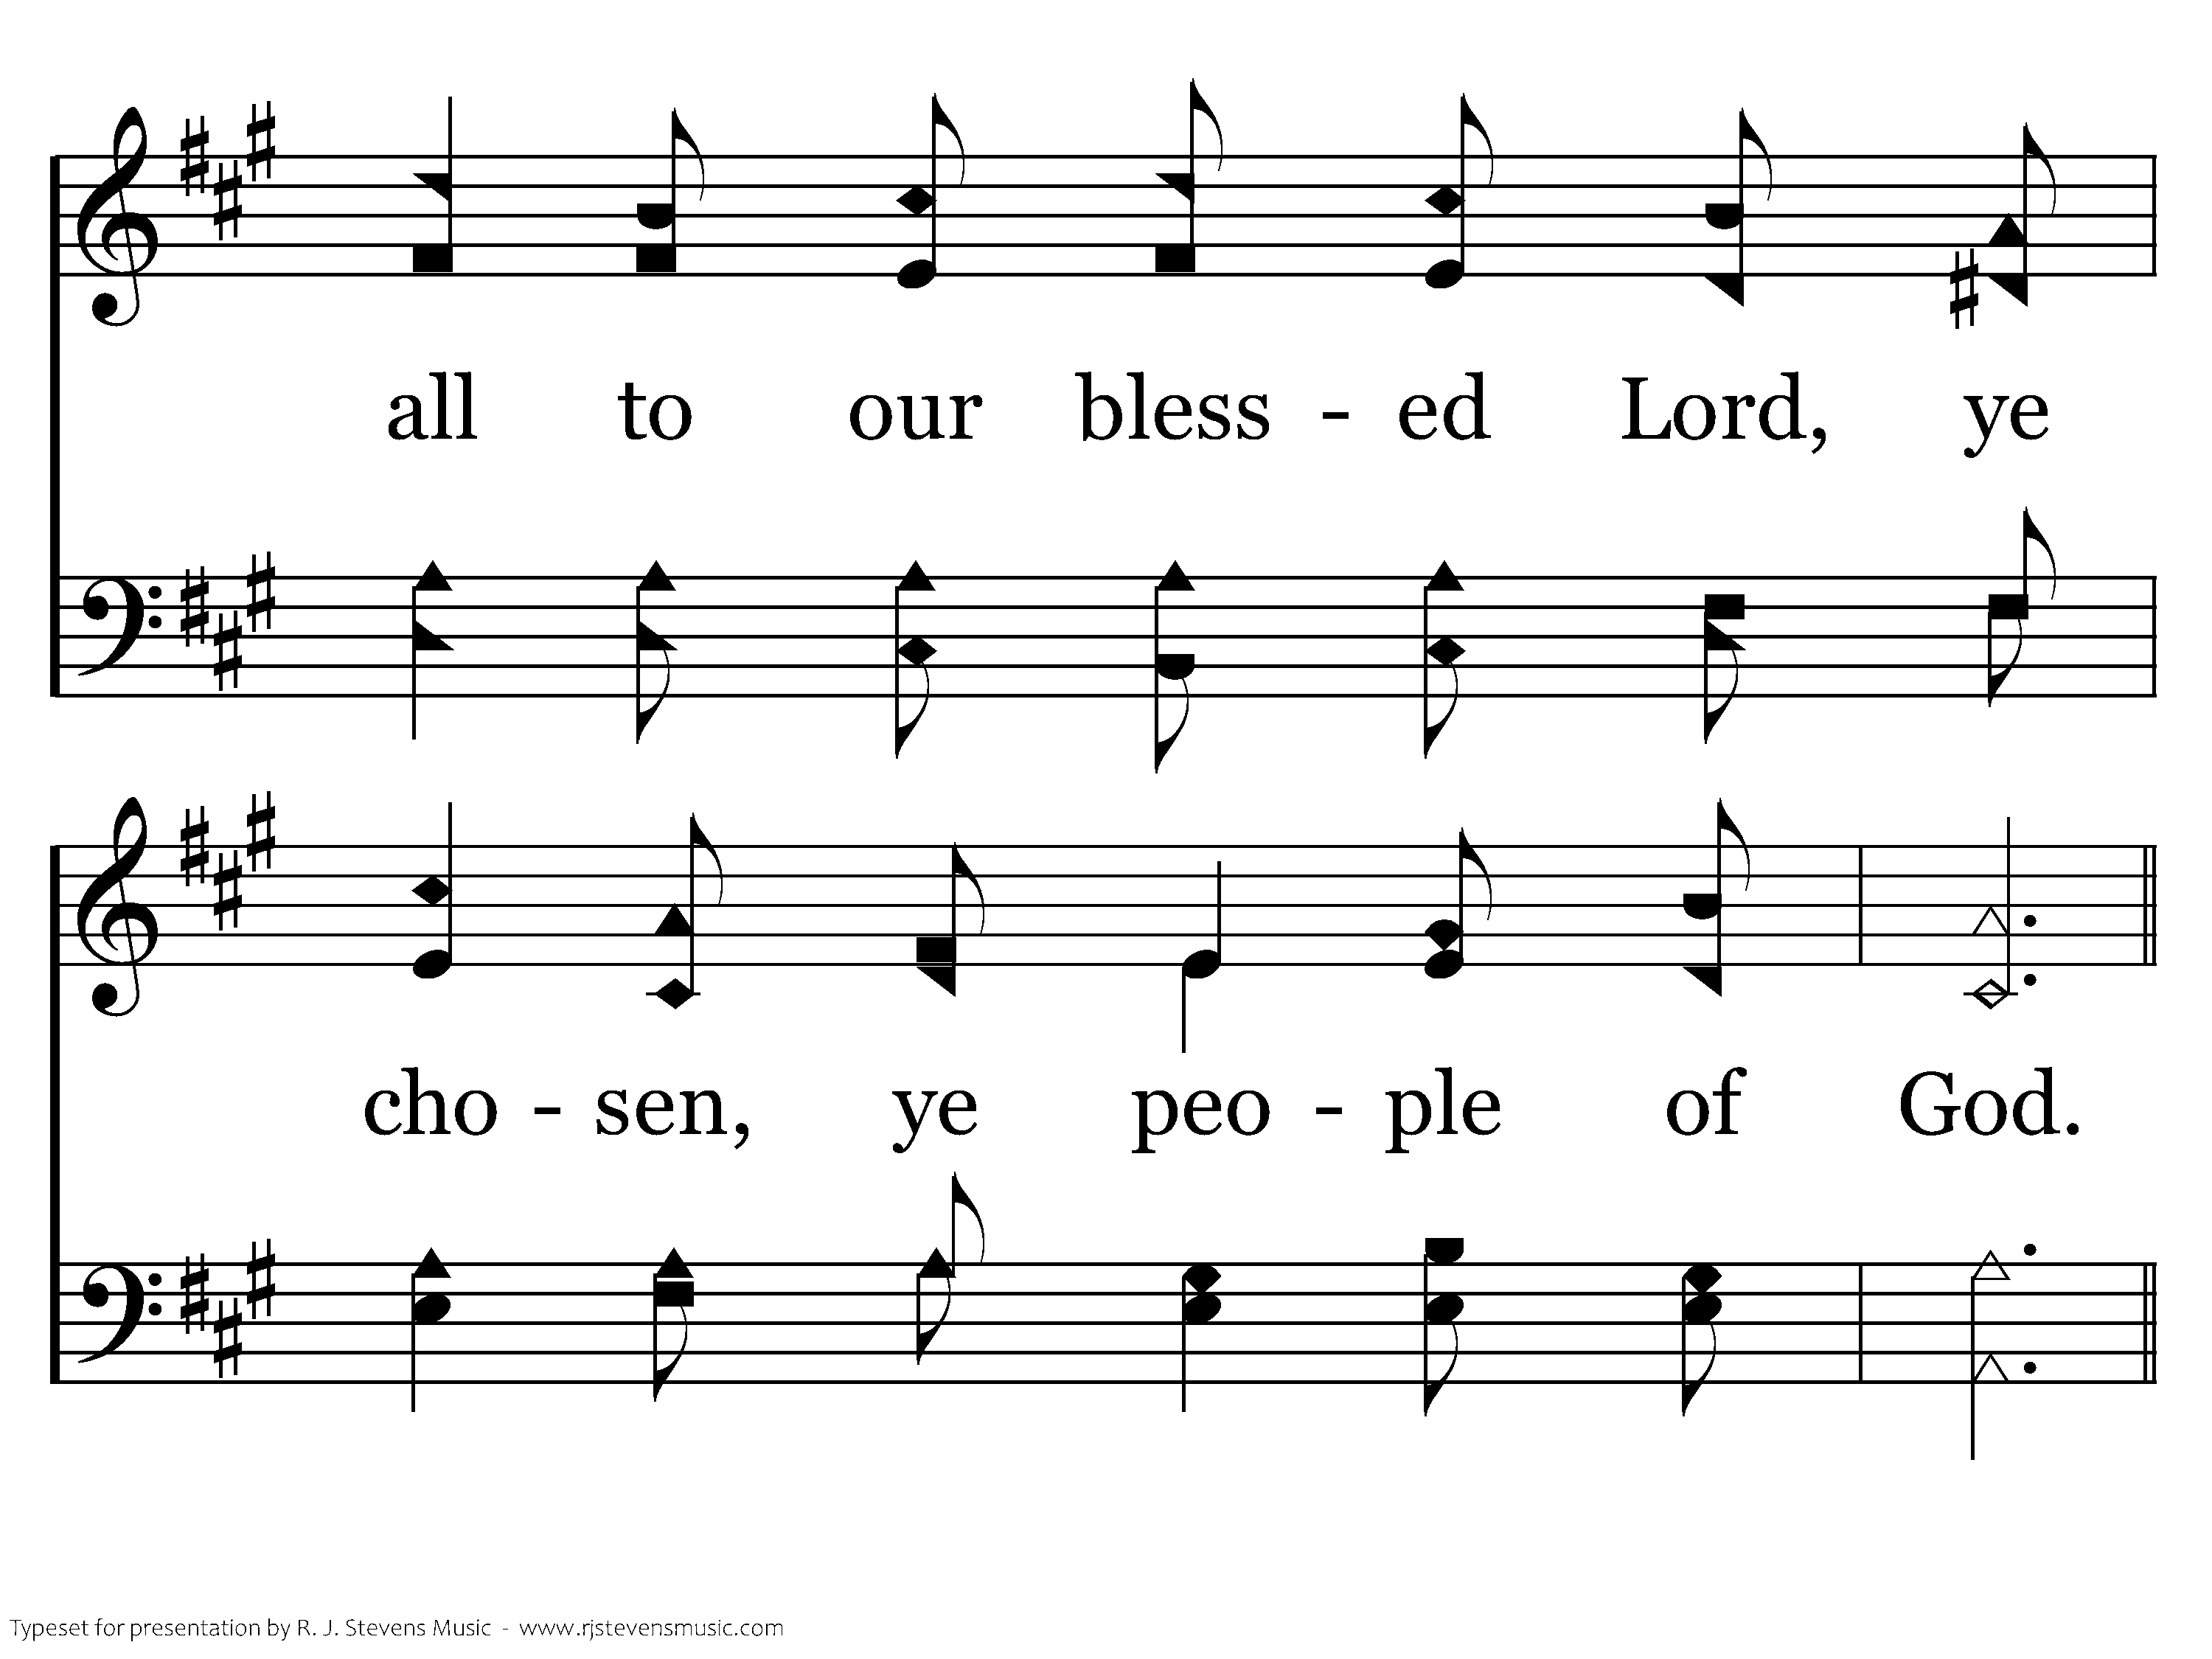 all to our bless - ed Lord, ye
cho - sen, ye peo - ple of God.
Typeset for presentation by R. J. Stevens Music - www.rjstevensmusic.com